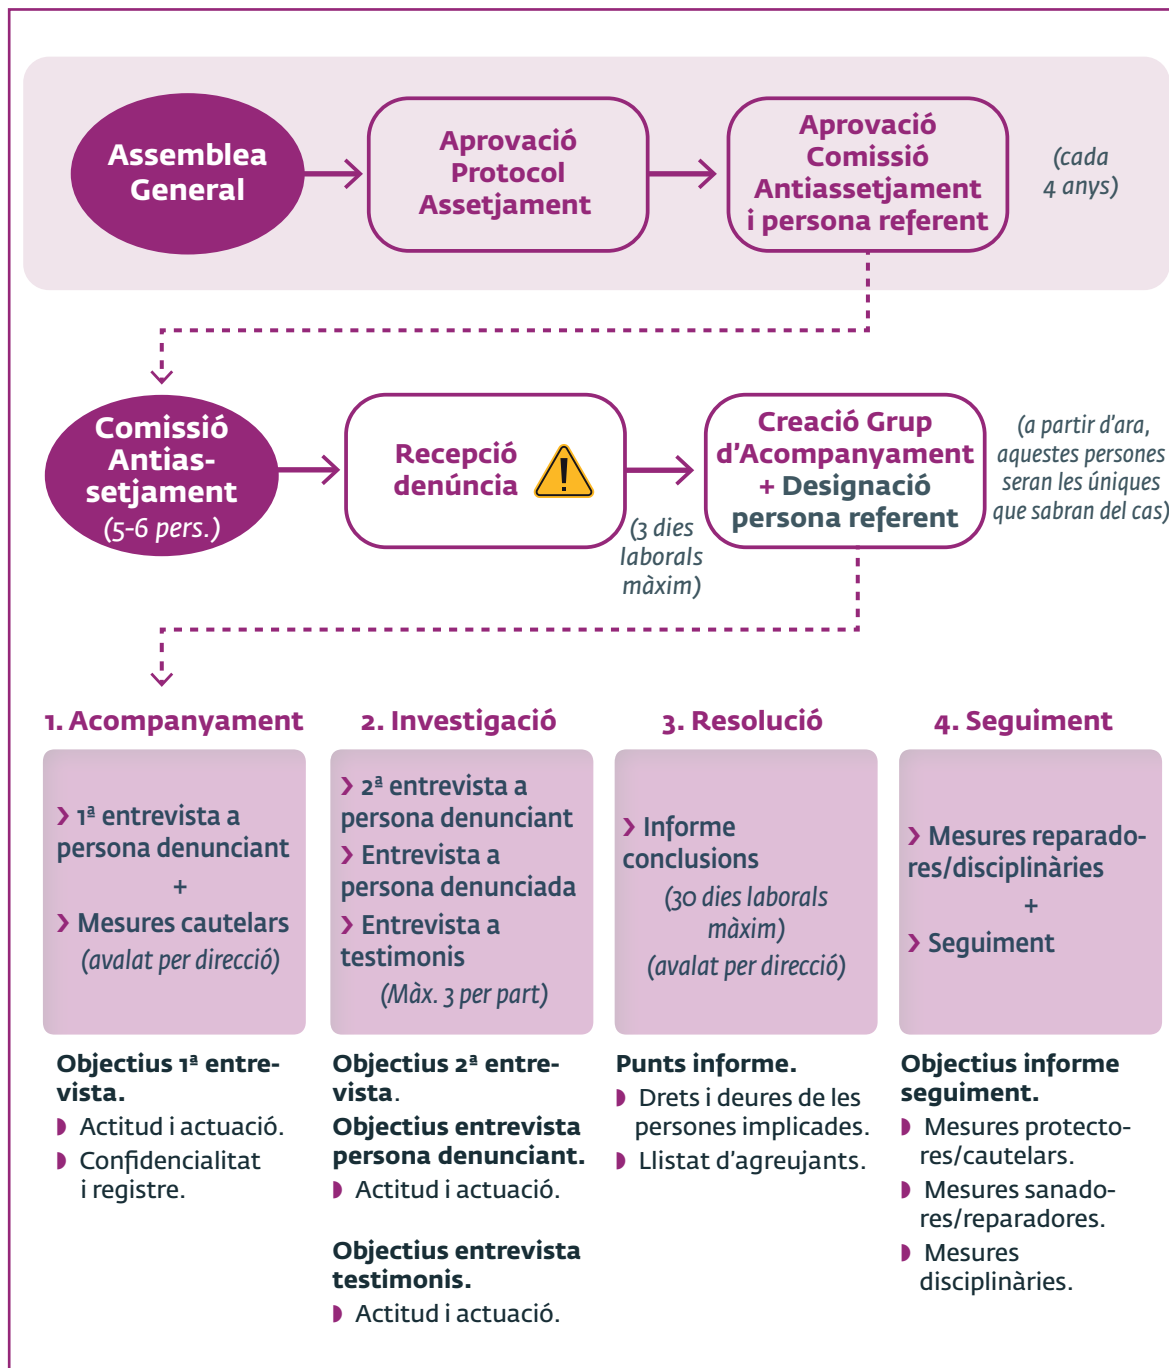 Assemblea
General
Aprovació
Protocol
Assetjament
Aprovació
Comissió
Antiassetjament
i persona referent
(cada
4 anys)
Comissió
Antias-
setjament
(5-6 pers.)
Recepció
denúncia
(3 dies
laborals
màxim)
Creació Grup
d'Acompanyament
+ Designació
persona referent
(a partir d'ara,
aquestes persones
seran les úniques
que sabran del cas)
1. Acompanyament
❯ 1ª entrevista a
persona denunciant
+
❯ Mesures cautelars
(avalat per direcció)
Objectius 1ª entre-
vista.
◗ Actitud i actuació.
◗ Confidencialitat
i registre.
2. Investigació
❯ 2ª entrevista a
persona denunciant
❯ Entrevista a
persona denunciada
❯ Entrevista a
testimonis
(Màx. 3 per part)
Objectius 2ª entre-
vista.
Objectius entrevista
persona denunciant.
◗ Actitud i actuació.
Objectius entrevista
testimonis.
◗ Actitud i actuació.
3. Resolució
❯ Informe
conclusions
(30 dies laborals
màxim)
(avalat per direcció)
Punts informe.
◗ Drets i deures de les
persones implicades.
◗ Llistat d'agreujants.
4. Seguiment
❯ Mesures reparado-
res/disciplinàries
+
❯ Seguiment
Objectius informe
seguiment.
◗ Mesures protecto-
res/cautelars.
◗ Mesures sanado-
res/reparadores.
◗ Mesures
disciplinàries.